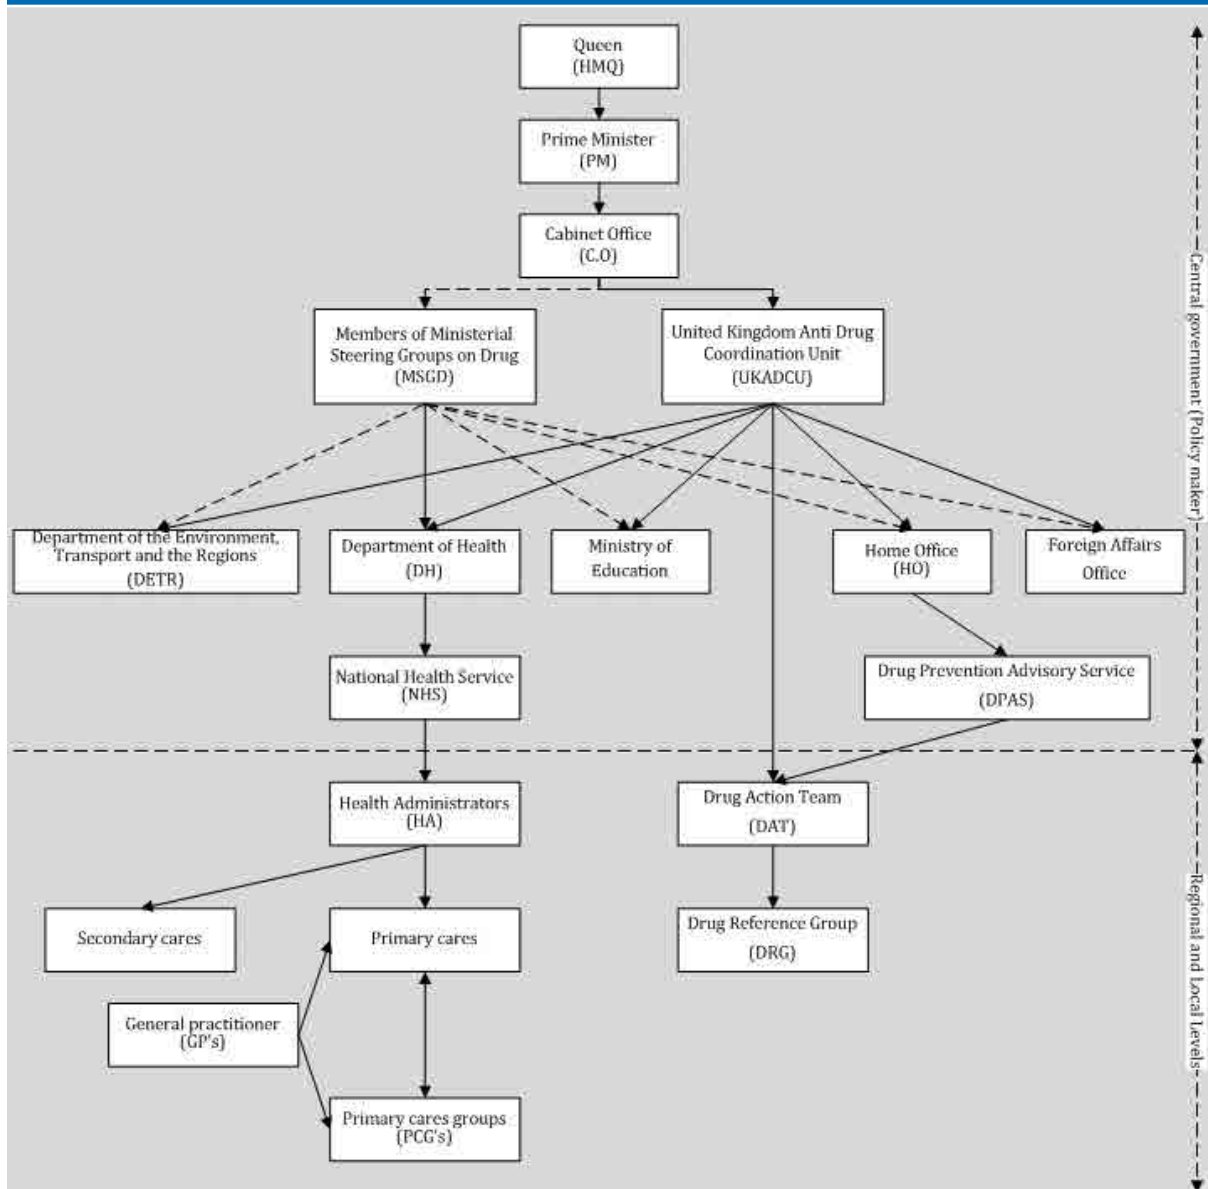 Queen
(HMQ)
Prime Minister
(PM)
Cabinet Office
(C.O)
Members of Ministerial
Steering Groups on Drug
(MSGD)
United Kingdom Anti Drug
Coordination Unit
(UKADCU)
Department of the Environment,
Transport and the Regions
(DETR)
Department of Health
(DH)
Ministry of
Education
Home Office
(HO)
Foreign Affairs
Office
National Health Service
(NHS)
Drug Prevention Advisory Service
(DPAS)
Health Administrators
(HA)
Drug Action Team
(DAT)
Secondary cares
Primary cares
Drug Reference Group
(DRG)
General practitioner
(GP's)
Primary cares groups
(PCG's)
Central government (Policy maker)
Regional and Local Levels